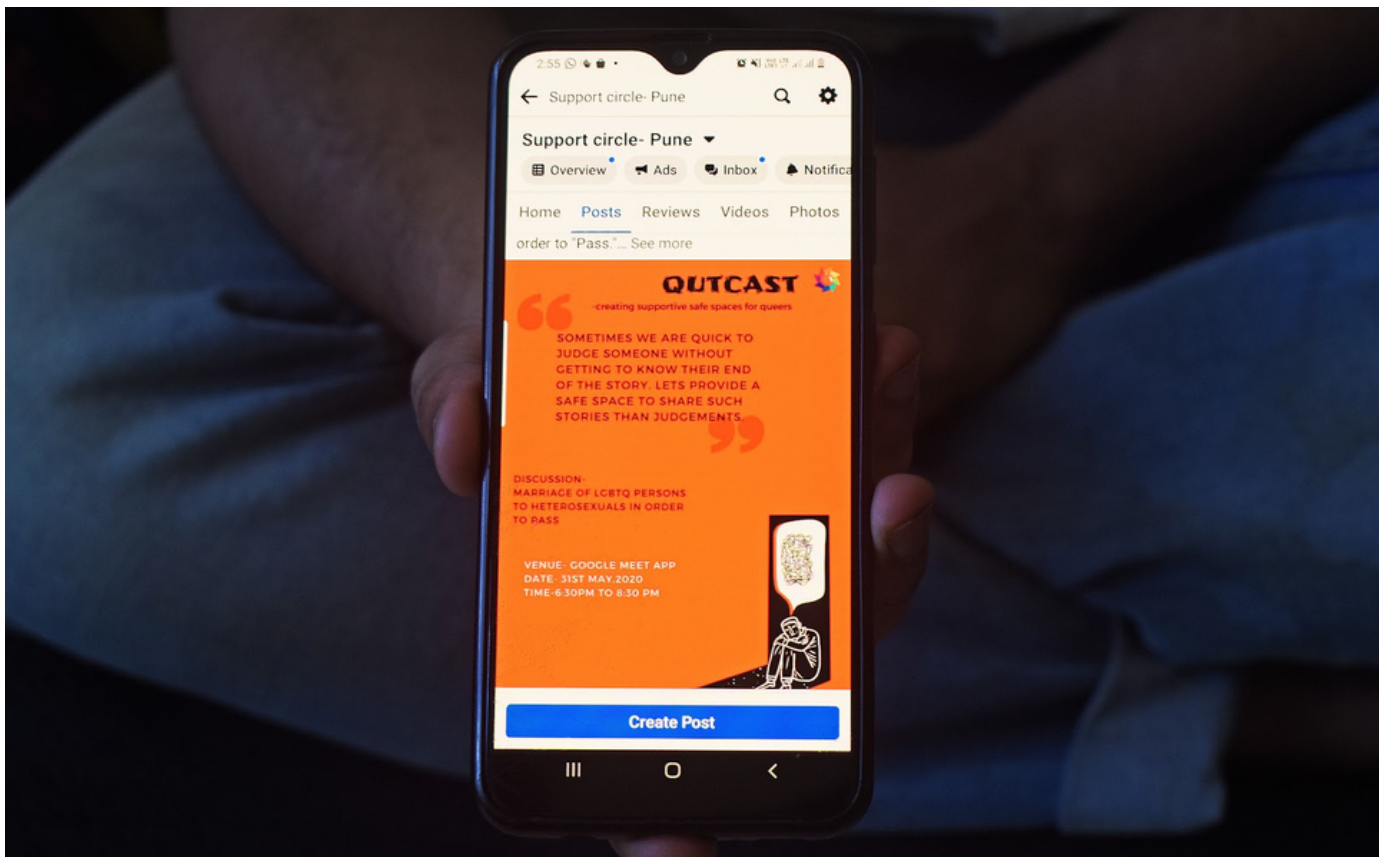 2:55
Support circle- Pune
Support circle- Pune
Overview Ads Inbox Notifica
Home Posts Reviews Videos Photos
order to "Pass."... See more
QUTCAST
-creating supportive safe spaces for queers
“
SOMETIMES WE ARE QUICK TO
JUDGE SOMEONE WITHOUT
GETTING TO KNOW THEIR END
OF THE STORY. LETS PROVIDE A
SAFE SPACE TO SHARE SUCH
STORIES THAN JUDGEMENTS.
”
DISCUSSION-
MARRIAGE OF LGBTQ PERSONS
TO HETEROSEXUALS IN ORDER
TO PASS
VENUE- GOOGLE MEET APP
DATE- 31ST MAY.2020
TIME-6:30PM TO 8:30 PM
Create Post